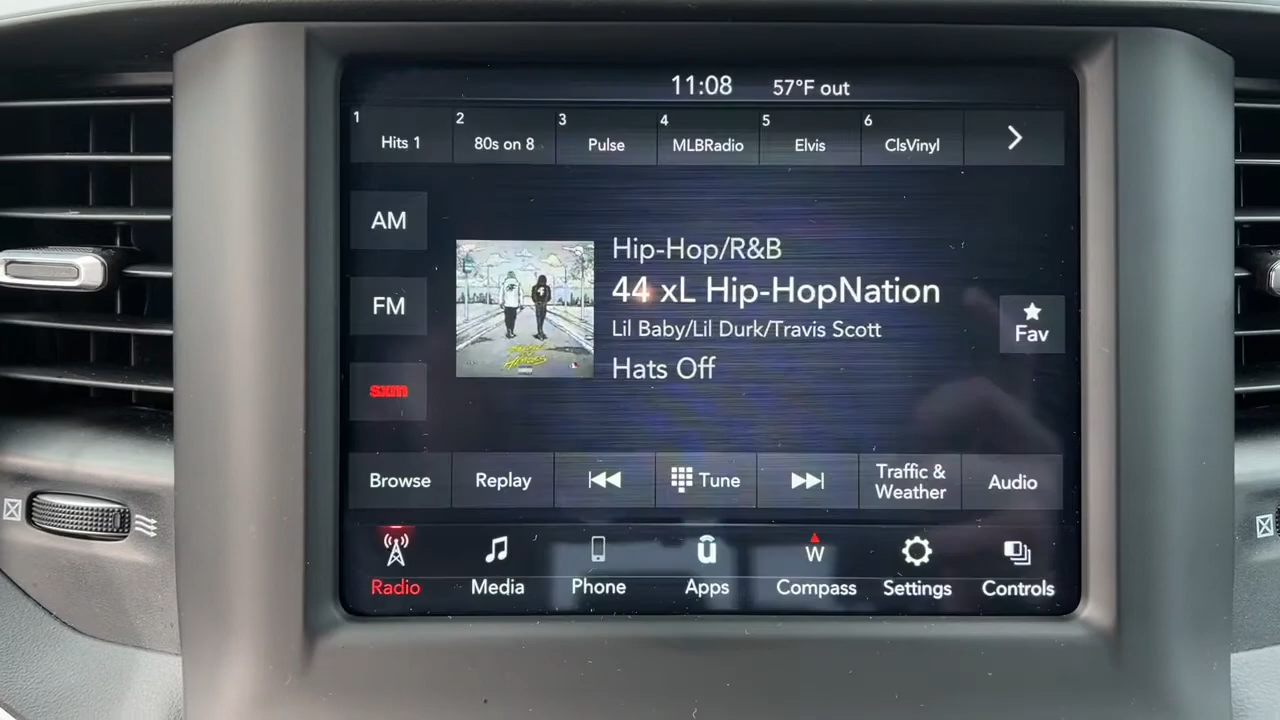 11:08 57°F out
1 Hits 1
2 80s on 8
3 Pulse
4 MLBRadio
5 Elvis
6 ClsVinyl
AM
FM
sxm
Hip-Hop/R&B
44 xL Hip-HopNation
Lil Baby/Lil Durk/Travis Scott
Hats Off
Fav
Browse
Replay
Tune
Traffic &
Weather
Audio
W
Radio
Media
Phone
Apps
Compass
Settings
Controls